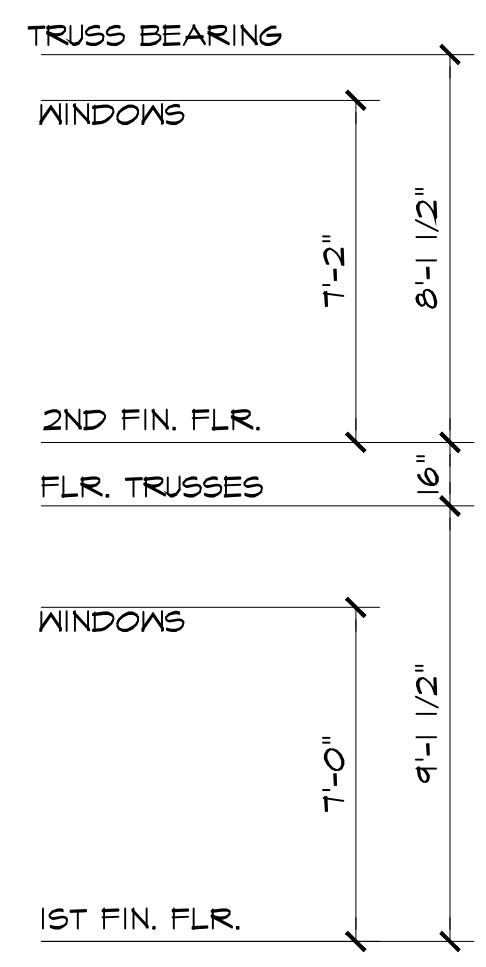 TRUSS BEARING
WINDOWS
8'-1 1/2"
7'-2"
2ND FIN. FLR.
16"
FLR. TRUSSES
WINDOWS
9'-1 1/2"
7'-0"
1ST FIN. FLR.